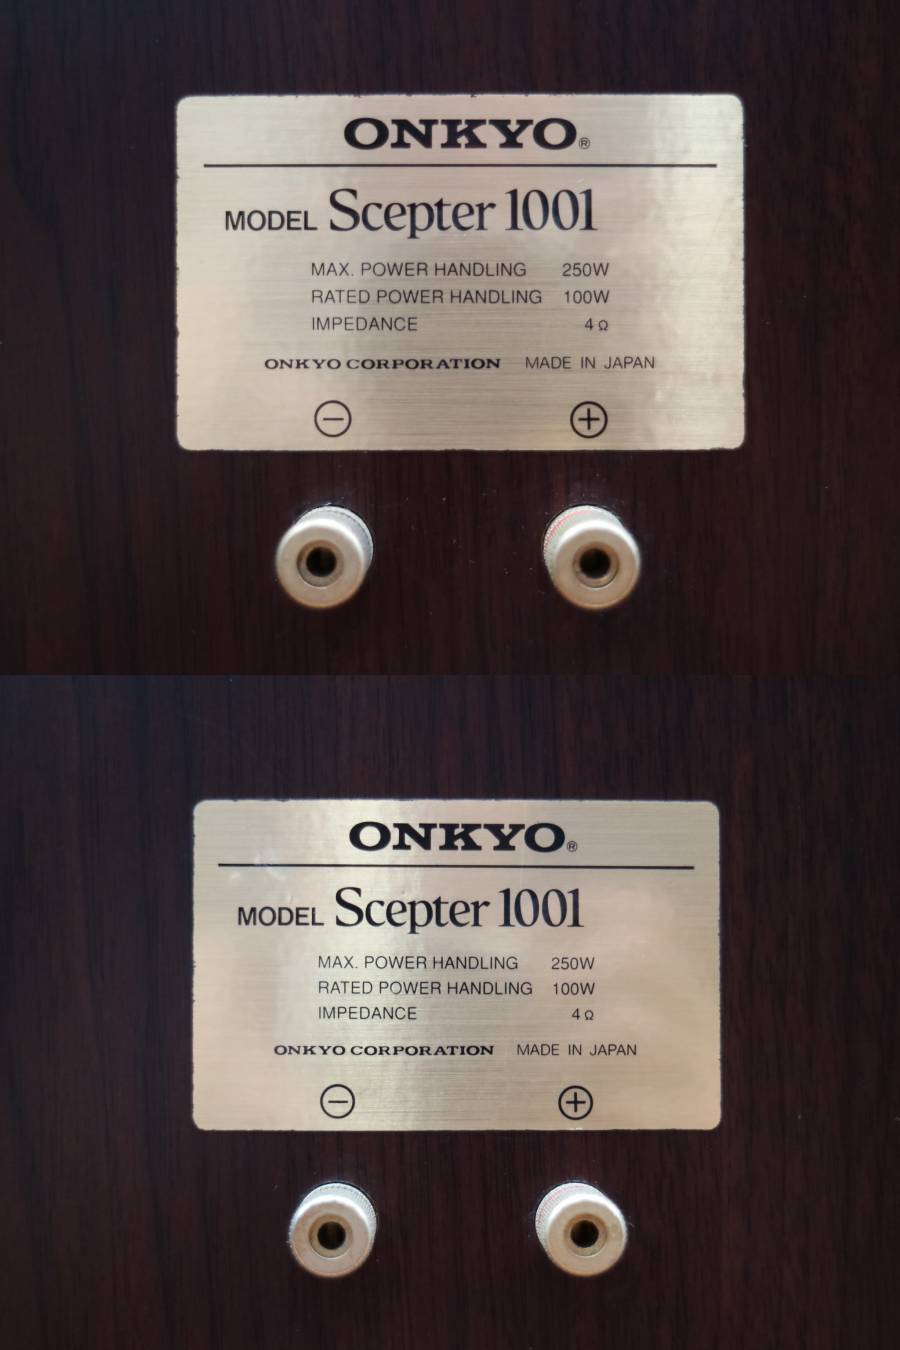 ONKYO®
MODEL Scepter 1001
MAX. POWER HANDLING 250W
RATED POWER HANDLING 100W
IMPEDANCE 4Ω
ONKYO CORPORATION MADE IN JAPAN
− +
ONKYO®
MODEL Scepter 1001
MAX. POWER HANDLING 250W
RATED POWER HANDLING 100W
IMPEDANCE 4Ω
ONKYO CORPORATION MADE IN JAPAN
− +